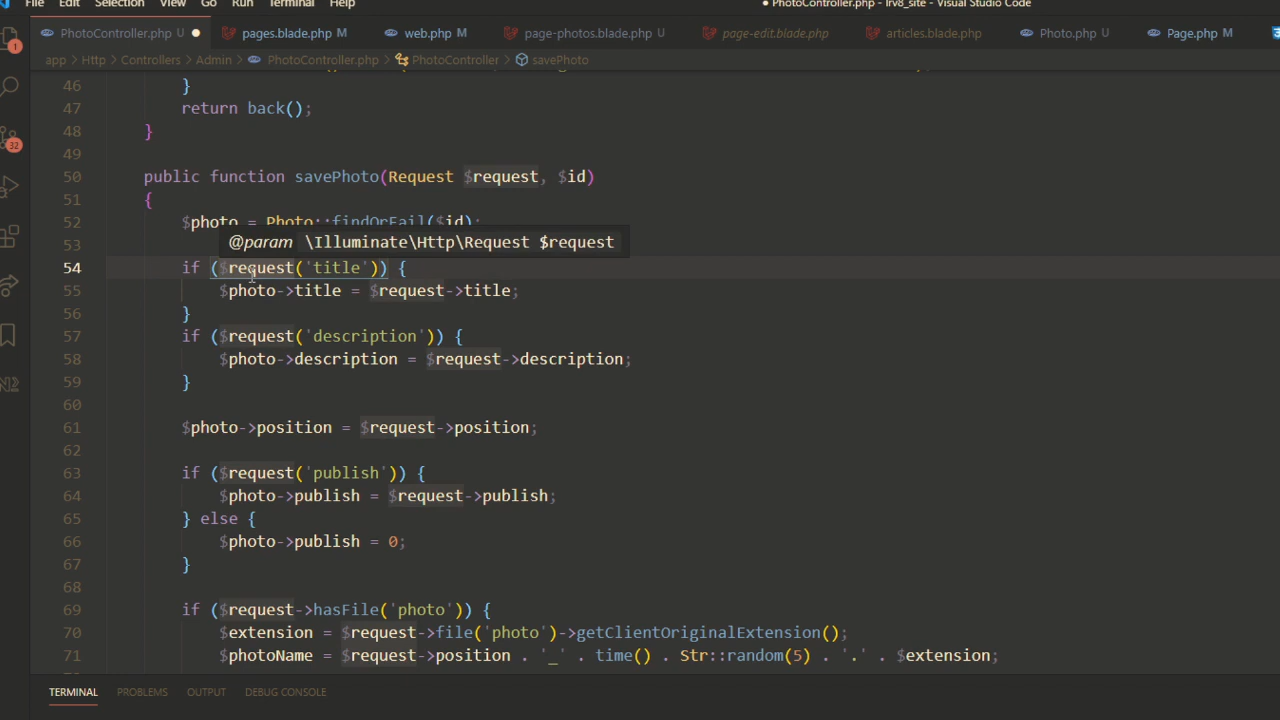 File Edit Selection View Go Run Terminal Help ● PhotoController.php - lrv8_site - Visual Studio Code
PhotoController.php U ● pages.blade.php M web.php M page-photos.blade.php U page-edit.blade.php articles.blade.php Photo.php U Page.php M
app > Http > Controllers > Admin > PhotoController.php > PhotoController > savePhoto
46 }
47 return back();
48 }
49
50 public function savePhoto(Request $request, $id)
51 {
52 $photo = Photo::findOrFail($id);
53 @param \Illuminate\Http\Request $request
54 if ($request('title')) {
55 $photo->title = $request->title;
56 }
57 if ($request('description')) {
58 $photo->description = $request->description;
59 }
60
61 $photo->position = $request->position;
62
63 if ($request('publish')) {
64 $photo->publish = $request->publish;
65 } else {
66 $photo->publish = 0;
67 }
68
69 if ($request->hasFile('photo')) {
70 $extension = $request->file('photo')->getClientOriginalExtension();
71 $photoName = $request->position . '_' . time() . Str::random(5) . '.' . $extension;
TERMINAL PROBLEMS OUTPUT DEBUG CONSOLE
1
32